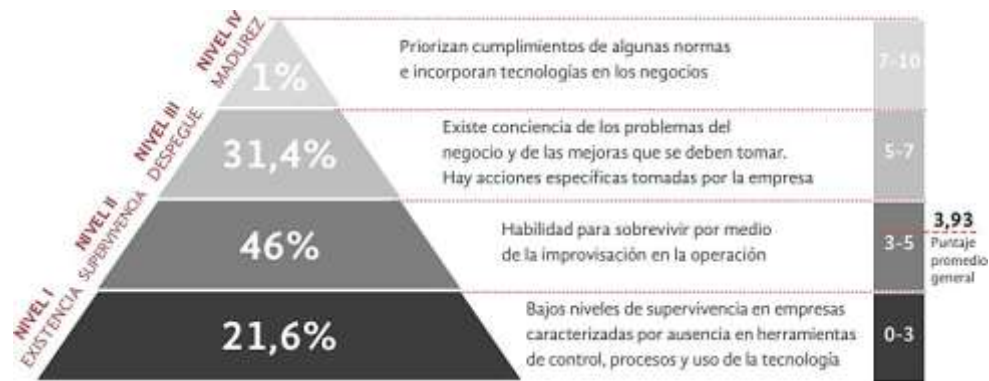 NIVEL IV
MADUREZ
1%
Priorizan cumplimientos de algunas normas
e incorporan tecnologías en los negocios
7-10
NIVEL III
DESPEGUE
31,4%
Existe conciencia de los problemas del
negocio y de las mejoras que se deben tomar.
Hay acciones específicas tomadas por la empresa
5-7
NIVEL II
SUPERVIVENCIA
46%
Habilidad para sobrevivir por medio
de la improvisación en la operación
3-5
3,93
Puntaje
promedio
general
NIVEL I
EXISTENCIA
21,6%
Bajos niveles de supervivencia en empresas
caracterizadas por ausencia en herramientas
de control, procesos y uso de la tecnología
0-3